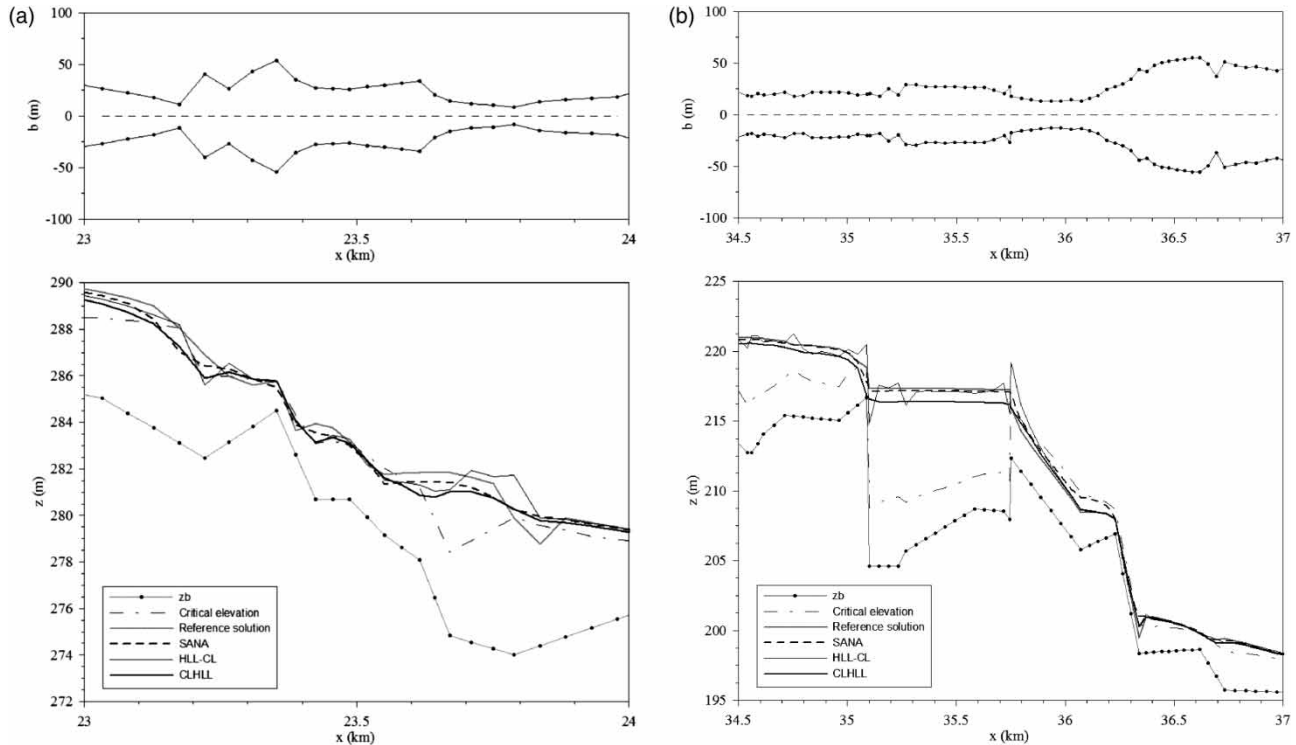 (a)
100
50
0
-50
-100
b (m)
23
23.5
24
x (km)
290
288
286
284
282
280
278
276
274
272
z (m)
zb
Critical elevation
Reference solution
SANA
HLL-CL
CLHLL
23
23.5
24
x (km)
(b)
100
50
0
-50
-100
b (m)
34.5
35
35.5
36
36.5
37
x (km)
225
220
215
210
205
200
195
z (m)
zb
Critical elevation
Reference solution
SANA
HLL-CL
CLHLL
34.5
35
35.5
36
36.5
37
x (km)